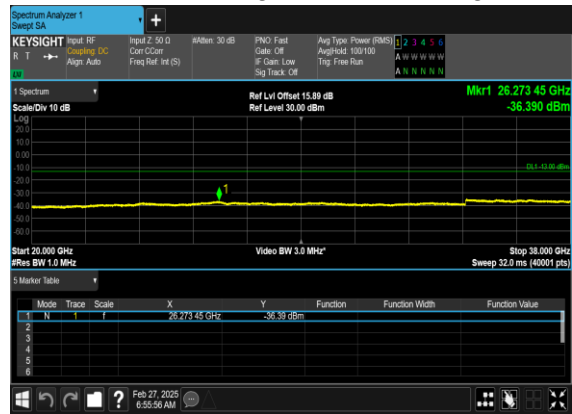 Spectrum Analyzer 1
Swept SA
+
KEYSIGHT Input: RF Input Z: 50 Ω #Atten: 30 dB PNO: Fast Avg Type: Power (RMS) 1 2 3 4 5 6
R T Coupling: DC Corr CCorr Gate: Off Avg|Hold: 100/100 A W W W W W
Align: Auto Freq Ref: Int (S) IF Gain: Low Trig: Free Run
LW Sig Track: Off A N N N N N
1 Spectrum Ref Lvl Offset 15.89 dB Mkr1 26.273 45 GHz
Scale/Div 10 dB Ref Level 30.00 dBm -36.390 dBm
Log
20.0
10.0
0.00
-10.0
DL1 -13.00 dBm
-20.0
-30.0
1
-40.0
-50.0
-60.0
Start 20.000 GHz Video BW 3.0 MHz* Stop 38.000 GHz
#Res BW 1.0 MHz Sweep 32.0 ms (40001 pts)
5 Marker Table
Mode Trace Scale X Y Function Function Width Function Value
1 N 1 f 26.273 45 GHz -36.39 dBm
2
3
4
5
6
? Feb 27, 2025
6:55:56 AM